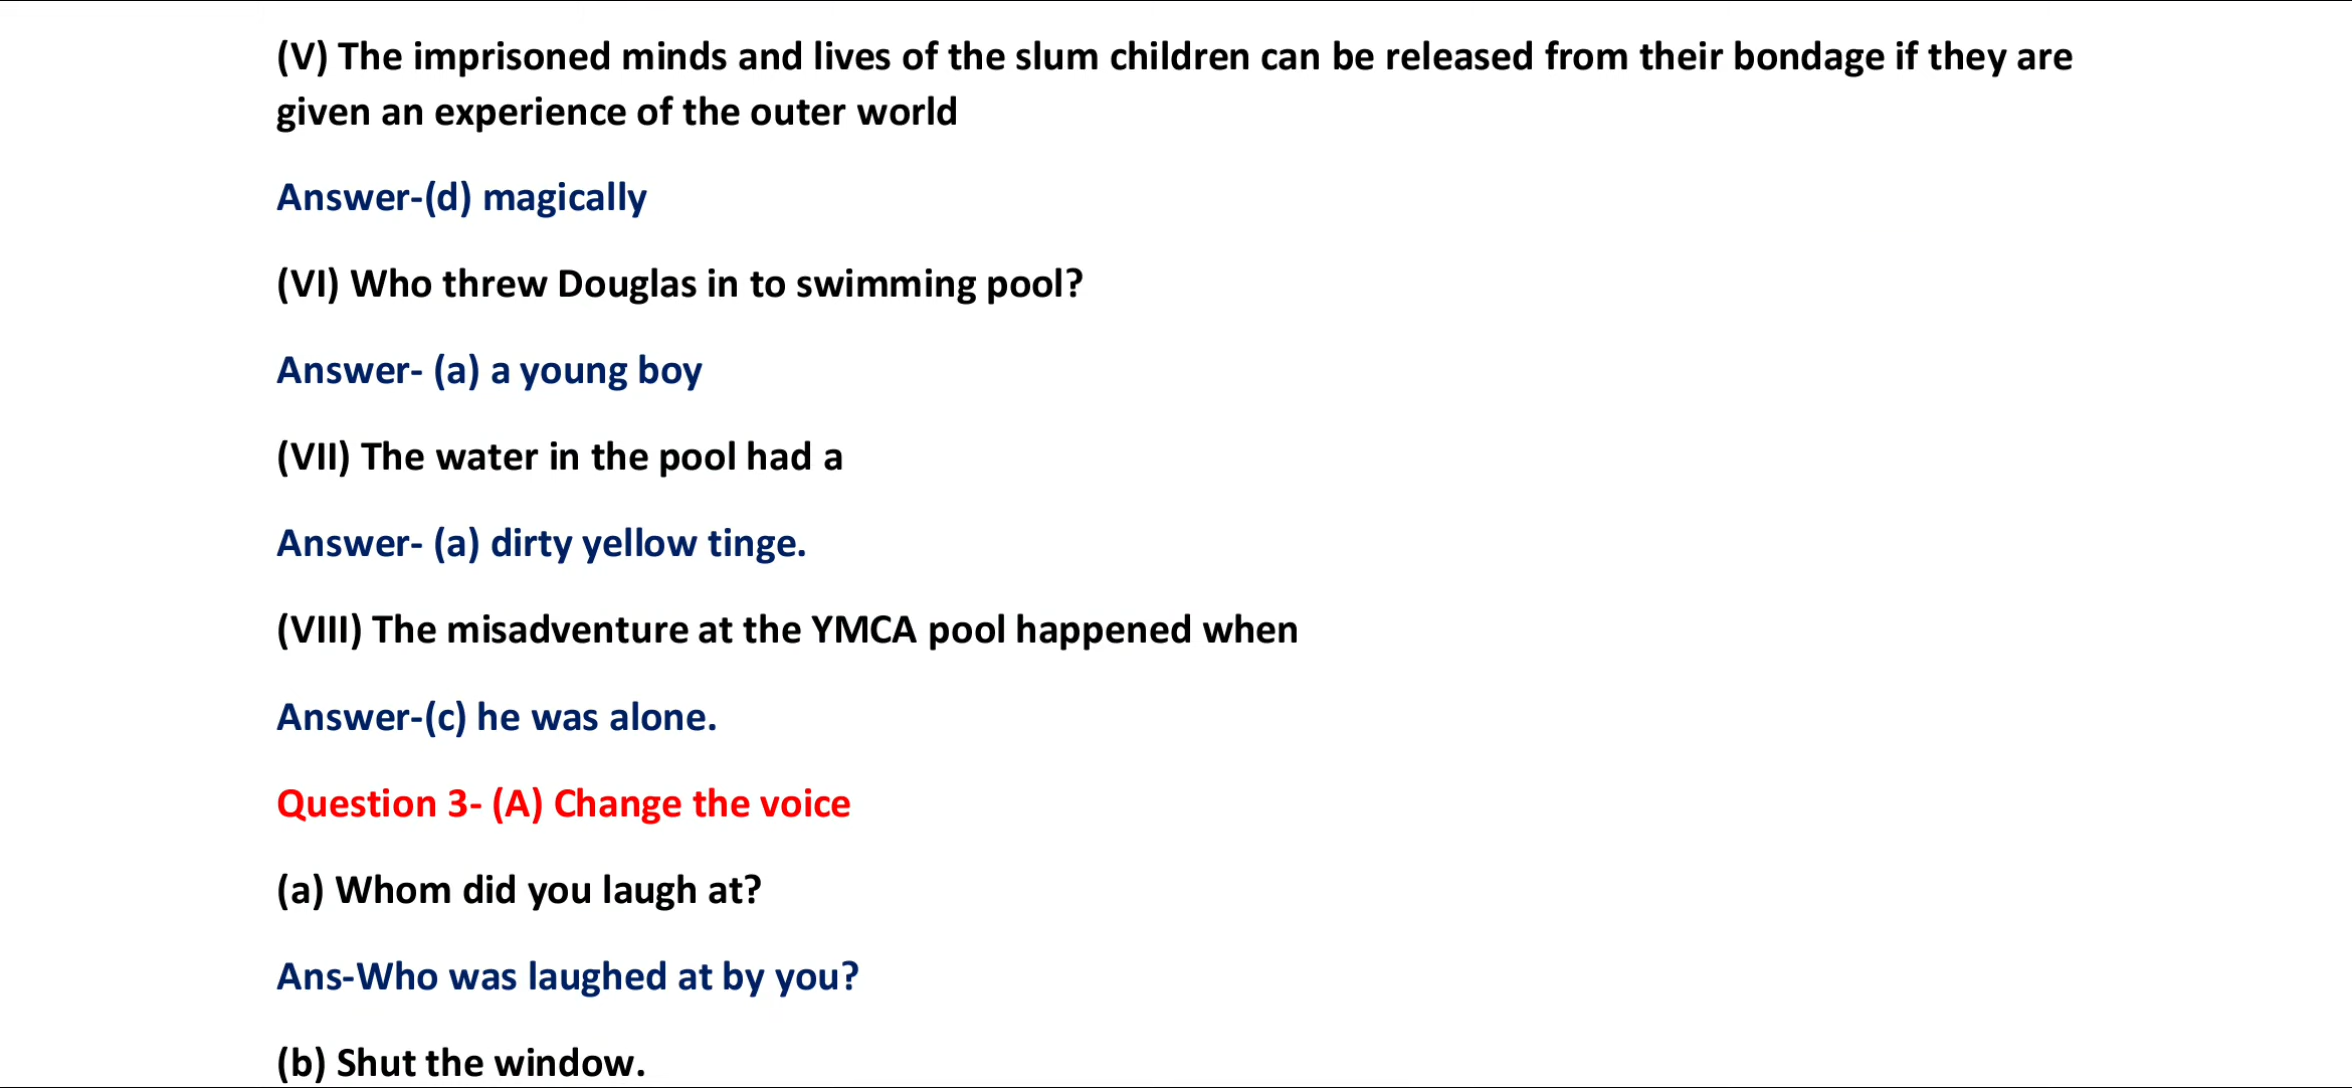 (V) The imprisoned minds and lives of the slum children can be released from their bondage if they are
given an experience of the outer world
Answer-(d) magically
(VI) Who threw Douglas in to swimming pool?
Answer- (a) a young boy
(VII) The water in the pool had a
Answer- (a) dirty yellow tinge.
(VIII) The misadventure at the YMCA pool happened when
Answer-(c) he was alone.
Question 3- (A) Change the voice
(a) Whom did you laugh at?
Ans-Who was laughed at by you?
(b) Shut the window.